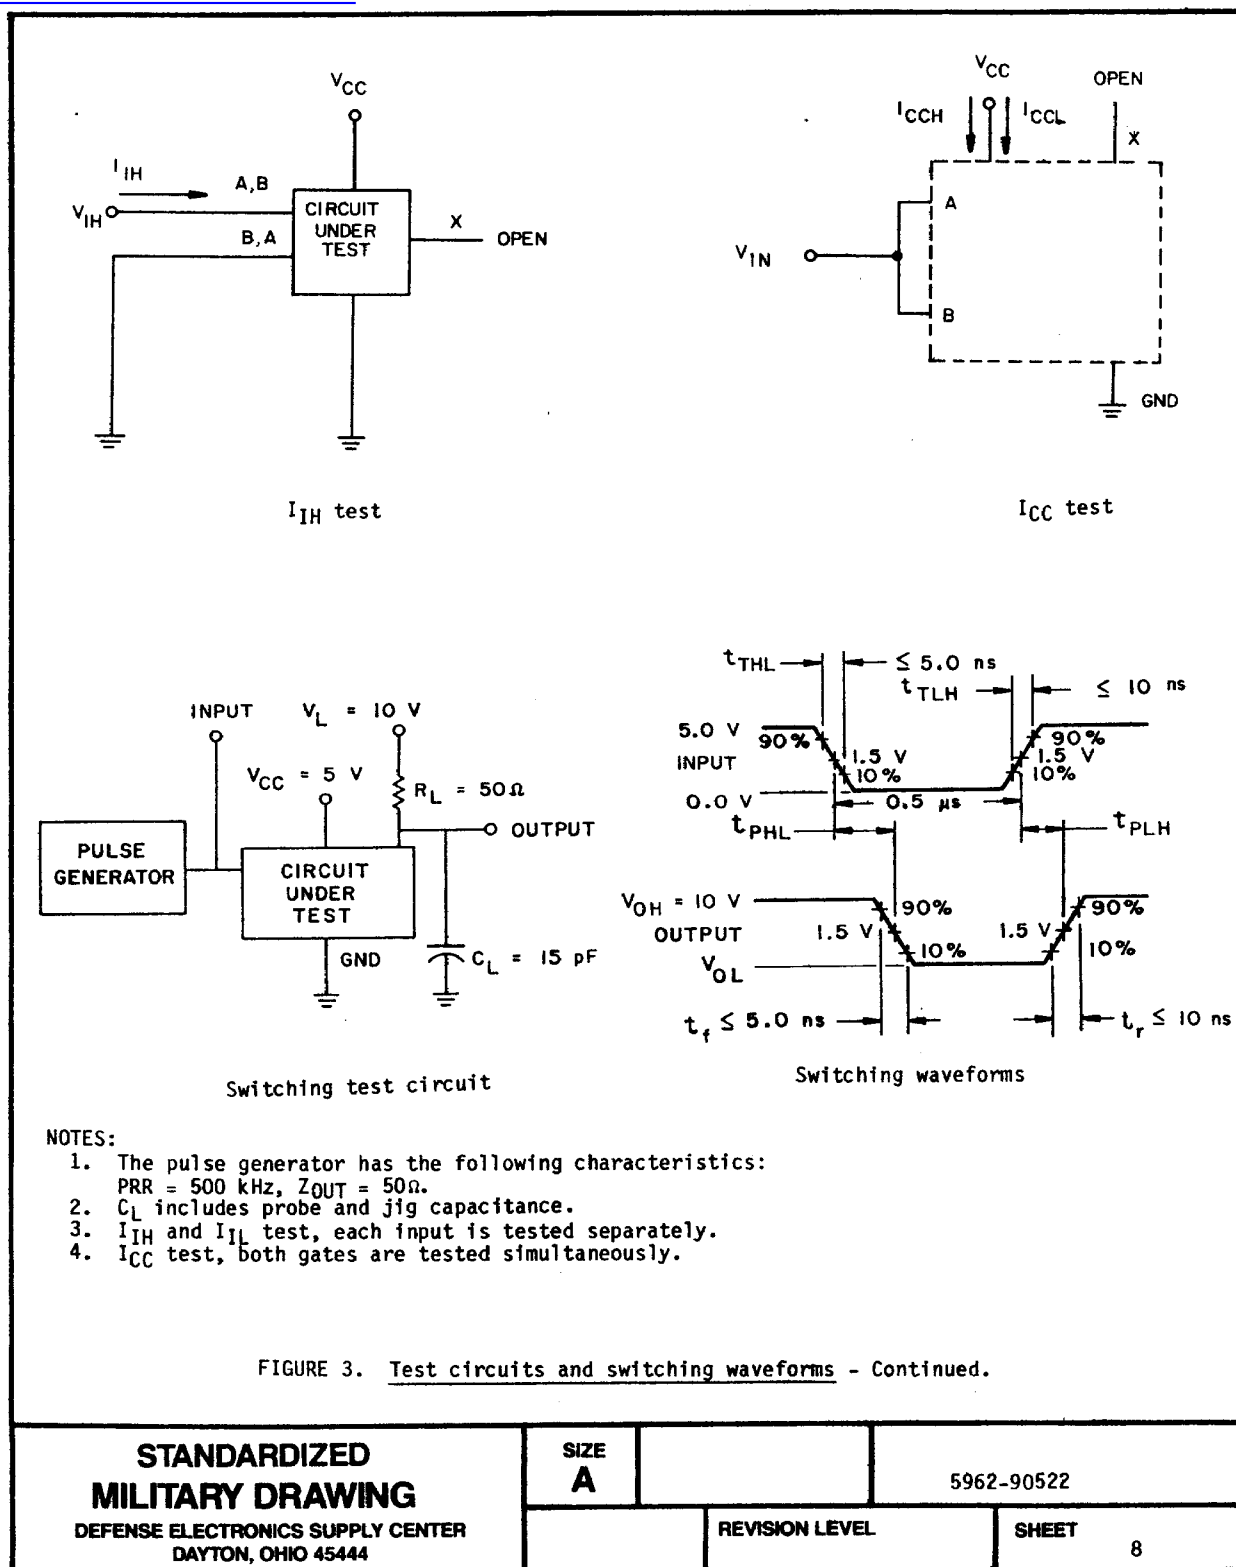 VCC
IIH
A,B
VIH
B,A
CIRCUIT
UNDER
TEST
X
OPEN
IIH test
VCC
OPEN
ICCH
ICCL
X
A
VIN
B
GND
ICC test
INPUT
VL = 10 V
VCC = 5 V
RL = 50Ω
OUTPUT
PULSE
GENERATOR
CIRCUIT
UNDER
TEST
GND
CL = 15 pF
Switching test circuit
tTHL
≤ 5.0 ns
tTLH
≤ 10 ns
5.0 V
90%
90%
INPUT
1.5 V
1.5 V
10%
10%
0.0 V
0.5 µs
tPHL
tPLH
VOH = 10 V
90%
90%
OUTPUT
1.5 V
1.5 V
10%
10%
VOL
tf ≤ 5.0 ns
tr ≤ 10 ns
Switching waveforms
NOTES:
1. The pulse generator has the following characteristics:
PRR = 500 kHz, ZOUT = 50Ω.
2. CL includes probe and jig capacitance.
3. IIH and IIL test, each input is tested separately.
4. ICC test, both gates are tested simultaneously.
FIGURE 3. Test circuits and switching waveforms - Continued.
STANDARDIZED
MILITARY DRAWING
DEFENSE ELECTRONICS SUPPLY CENTER
DAYTON, OHIO 45444
SIZE
A
5962-90522
REVISION LEVEL
SHEET
8